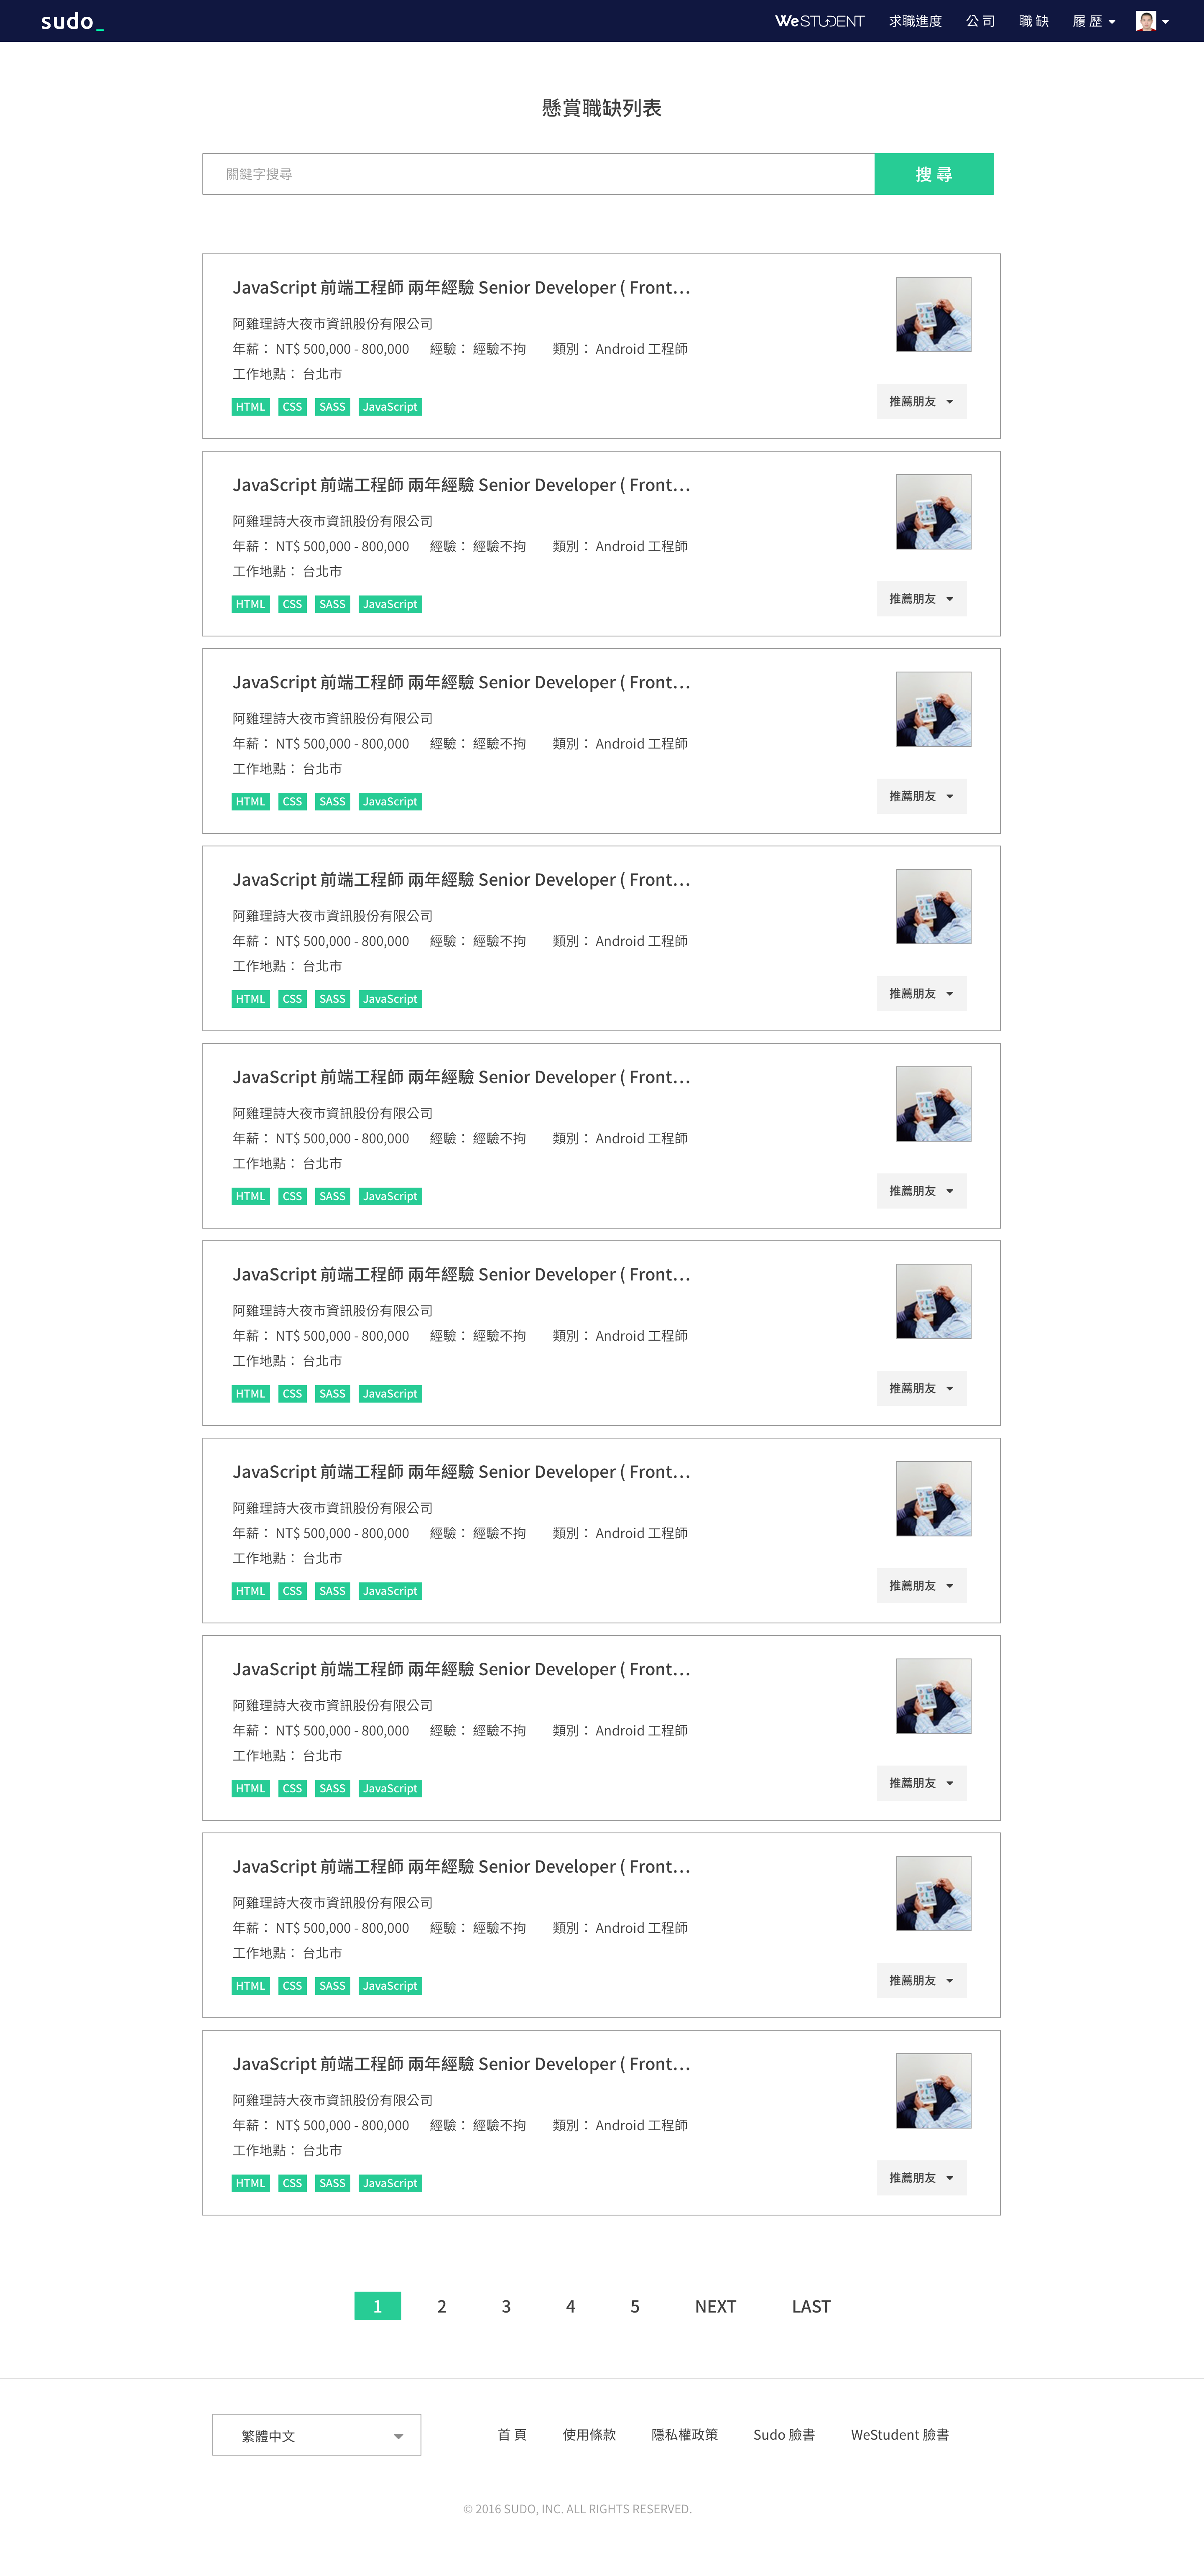 sudo_ WeSTUDENT 求職進度 公 司 職 缺 履 歷
懸賞職缺列表
關鍵字搜尋 搜 尋
JavaScript 前端工程師 兩年經驗 Senior Developer ( Front…
阿雞理詩大夜市資訊股份有限公司
年薪： NT$ 500,000 - 800,000 經驗： 經驗不拘 類別： Android 工程師
工作地點： 台北市
推薦朋友
HTML CSS SASS JavaScript
JavaScript 前端工程師 兩年經驗 Senior Developer ( Front…
阿雞理詩大夜市資訊股份有限公司
年薪： NT$ 500,000 - 800,000 經驗： 經驗不拘 類別： Android 工程師
工作地點： 台北市
推薦朋友
HTML CSS SASS JavaScript
JavaScript 前端工程師 兩年經驗 Senior Developer ( Front…
阿雞理詩大夜市資訊股份有限公司
年薪： NT$ 500,000 - 800,000 經驗： 經驗不拘 類別： Android 工程師
工作地點： 台北市
推薦朋友
HTML CSS SASS JavaScript
JavaScript 前端工程師 兩年經驗 Senior Developer ( Front…
阿雞理詩大夜市資訊股份有限公司
年薪： NT$ 500,000 - 800,000 經驗： 經驗不拘 類別： Android 工程師
工作地點： 台北市
推薦朋友
HTML CSS SASS JavaScript
JavaScript 前端工程師 兩年經驗 Senior Developer ( Front…
阿雞理詩大夜市資訊股份有限公司
年薪： NT$ 500,000 - 800,000 經驗： 經驗不拘 類別： Android 工程師
工作地點： 台北市
推薦朋友
HTML CSS SASS JavaScript
JavaScript 前端工程師 兩年經驗 Senior Developer ( Front…
阿雞理詩大夜市資訊股份有限公司
年薪： NT$ 500,000 - 800,000 經驗： 經驗不拘 類別： Android 工程師
工作地點： 台北市
推薦朋友
HTML CSS SASS JavaScript
JavaScript 前端工程師 兩年經驗 Senior Developer ( Front…
阿雞理詩大夜市資訊股份有限公司
年薪： NT$ 500,000 - 800,000 經驗： 經驗不拘 類別： Android 工程師
工作地點： 台北市
推薦朋友
HTML CSS SASS JavaScript
JavaScript 前端工程師 兩年經驗 Senior Developer ( Front…
阿雞理詩大夜市資訊股份有限公司
年薪： NT$ 500,000 - 800,000 經驗： 經驗不拘 類別： Android 工程師
工作地點： 台北市
推薦朋友
HTML CSS SASS JavaScript
JavaScript 前端工程師 兩年經驗 Senior Developer ( Front…
阿雞理詩大夜市資訊股份有限公司
年薪： NT$ 500,000 - 800,000 經驗： 經驗不拘 類別： Android 工程師
工作地點： 台北市
推薦朋友
HTML CSS SASS JavaScript
JavaScript 前端工程師 兩年經驗 Senior Developer ( Front…
阿雞理詩大夜市資訊股份有限公司
年薪： NT$ 500,000 - 800,000 經驗： 經驗不拘 類別： Android 工程師
工作地點： 台北市
推薦朋友
HTML CSS SASS JavaScript
1 2 3 4 5 NEXT LAST
繁體中文 首 頁 使用條款 隱私權政策 Sudo 臉書 WeStudent 臉書
© 2016 SUDO, INC. ALL RIGHTS RESERVED.